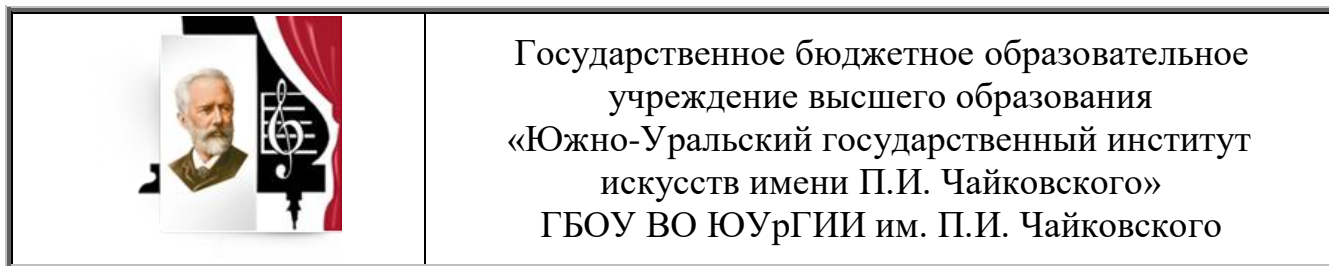 Государственное бюджетное образовательное
учреждение высшего образования
«Южно-Уральский государственный институт
искусств имени П.И. Чайковского»
ГБОУ ВО ЮУрГИИ им. П.И. Чайковского